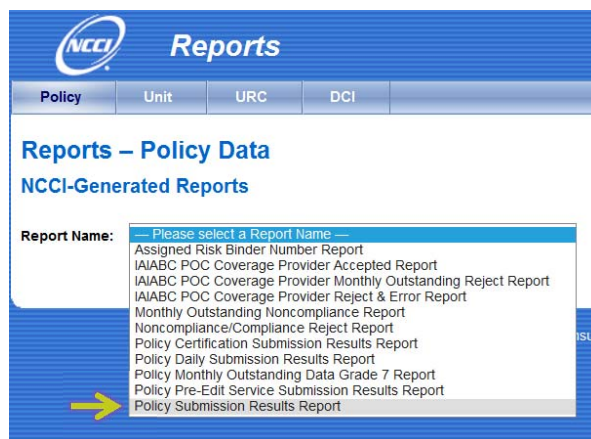 NCCI Reports
Policy Unit URC DCI
Reports – Policy Data
NCCI-Generated Reports
Report Name: — Please select a Report Name —
Assigned Risk Binder Number Report
IAIABC POC Coverage Provider Accepted Report
IAIABC POC Coverage Provider Monthly Outstanding Reject Report
IAIABC POC Coverage Provider Reject & Error Report
Monthly Outstanding Noncompliance Report
Noncompliance/Compliance Reject Report
Policy Certification Submission Results Report
Policy Daily Submission Results Report
Policy Monthly Outstanding Data Grade 7 Report
Policy Pre-Edit Service Submission Results Report
Policy Submission Results Report